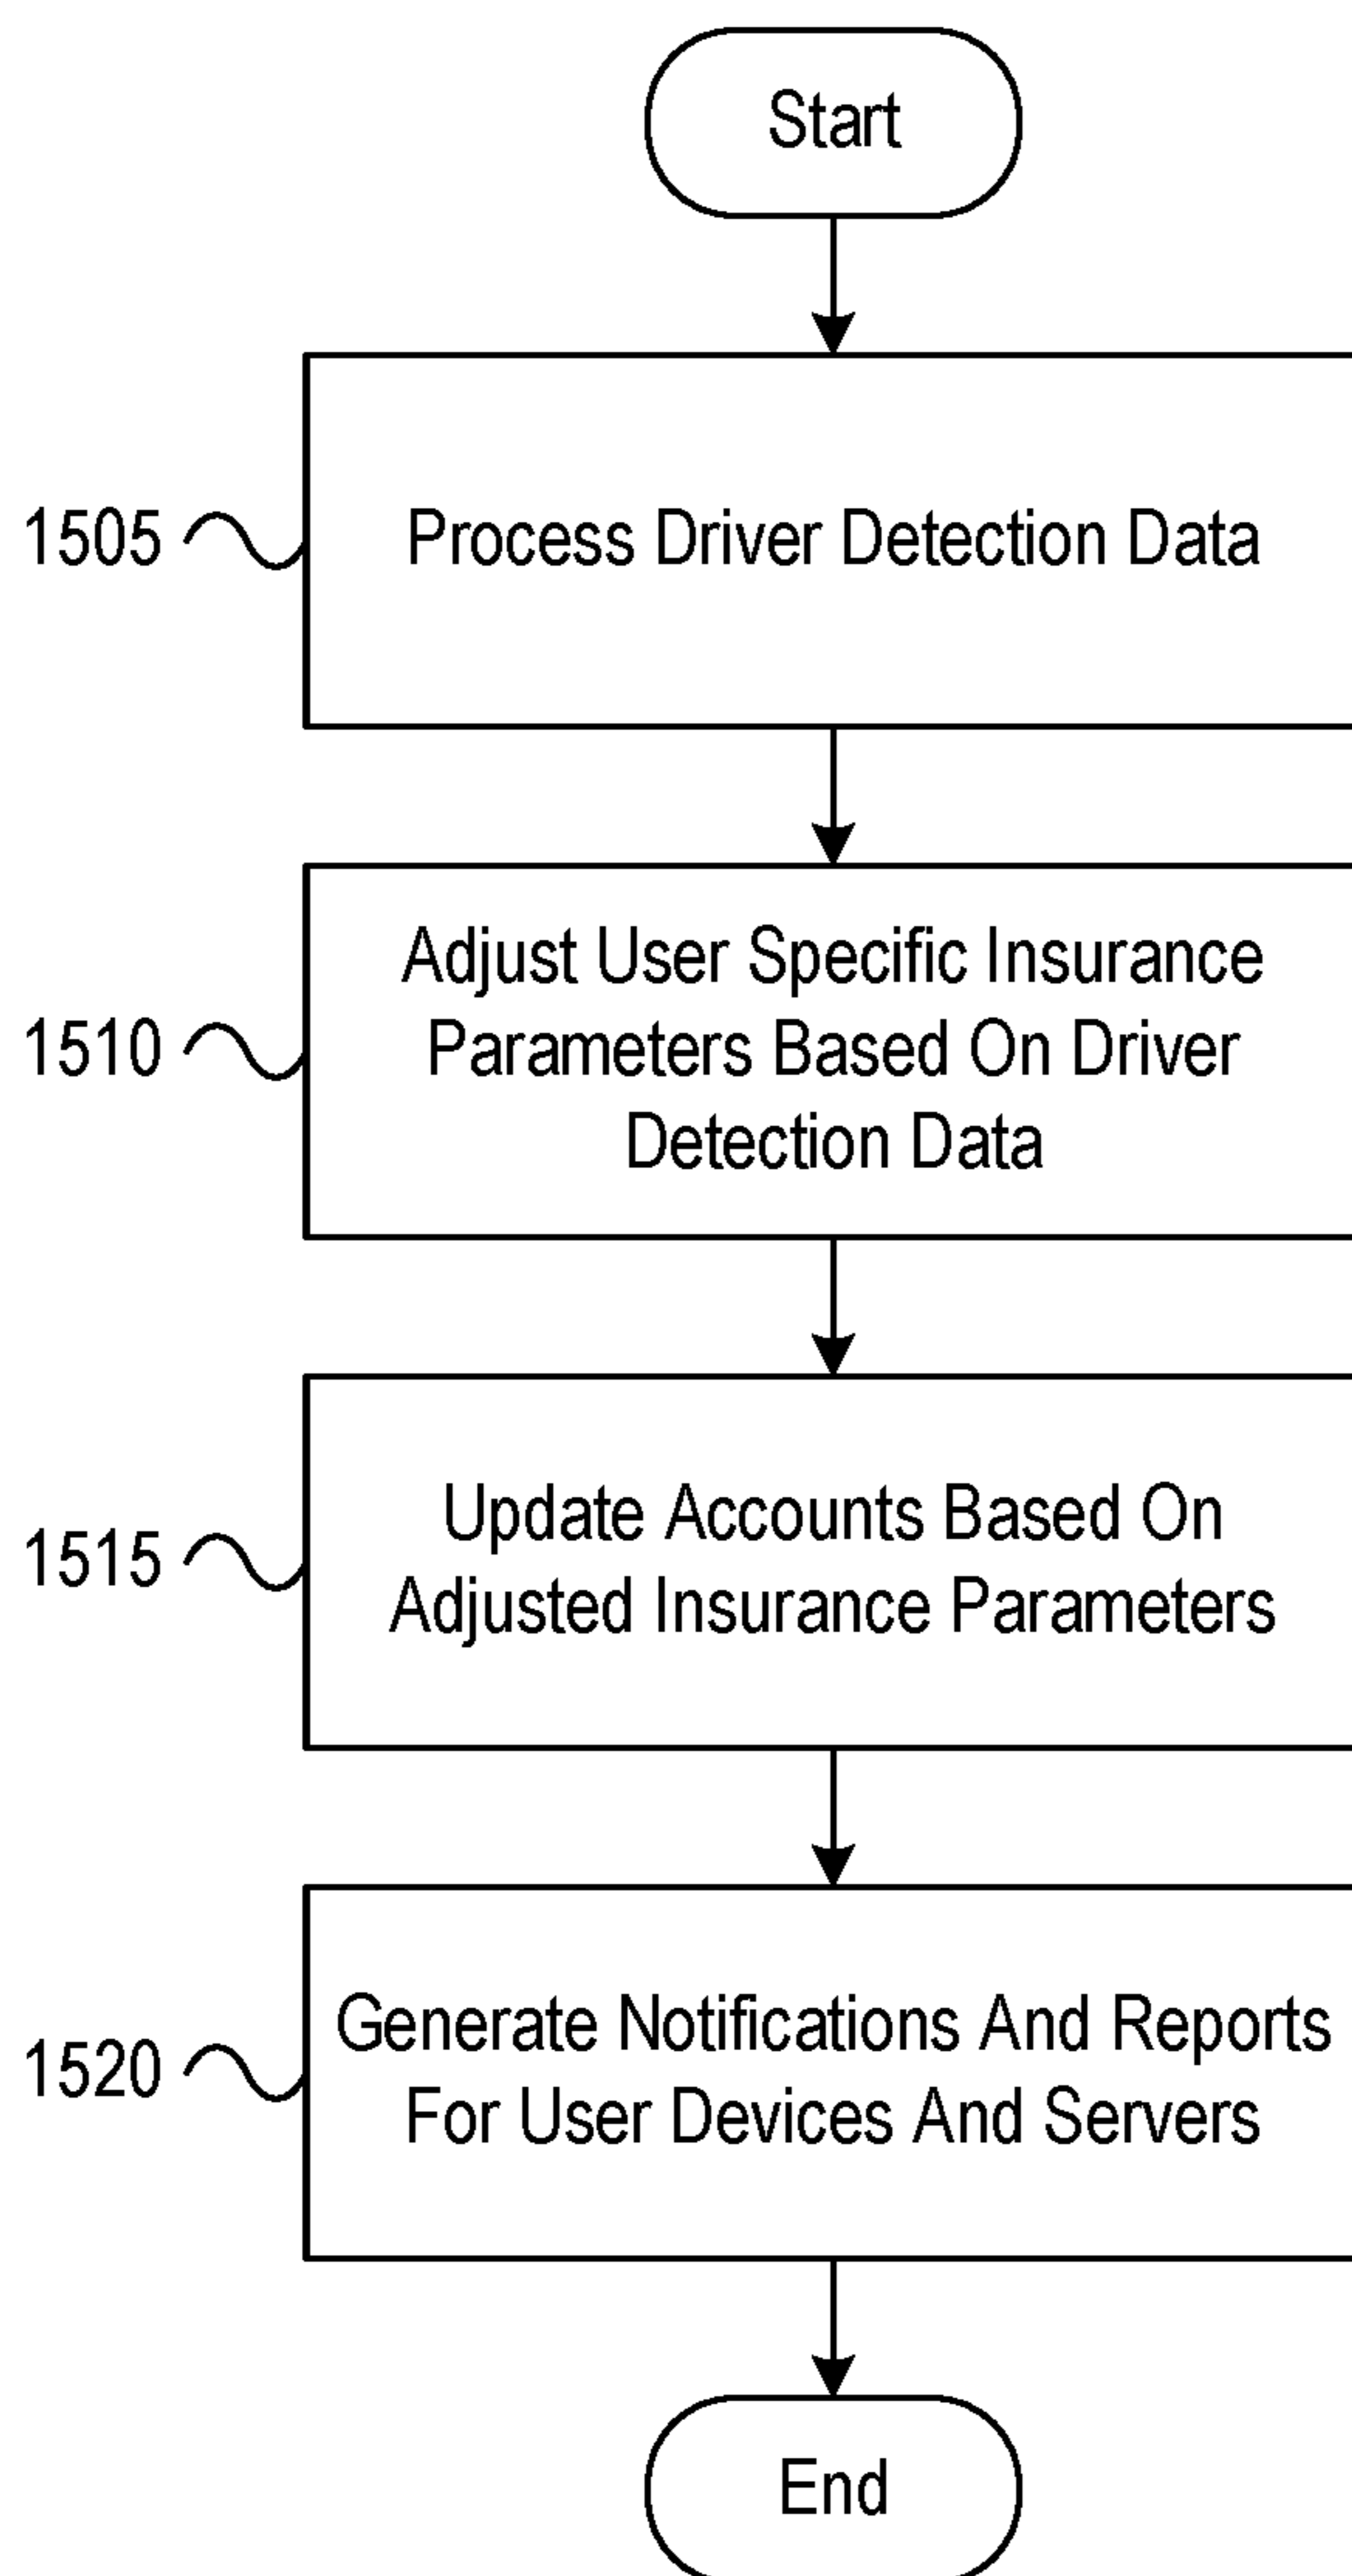 Start
1505
Process Driver Detection Data
1510
Adjust User Specific Insurance
Parameters Based On Driver
Detection Data
1515
Update Accounts Based On
Adjusted Insurance Parameters
1520
Generate Notifications And Reports
For User Devices And Servers
End